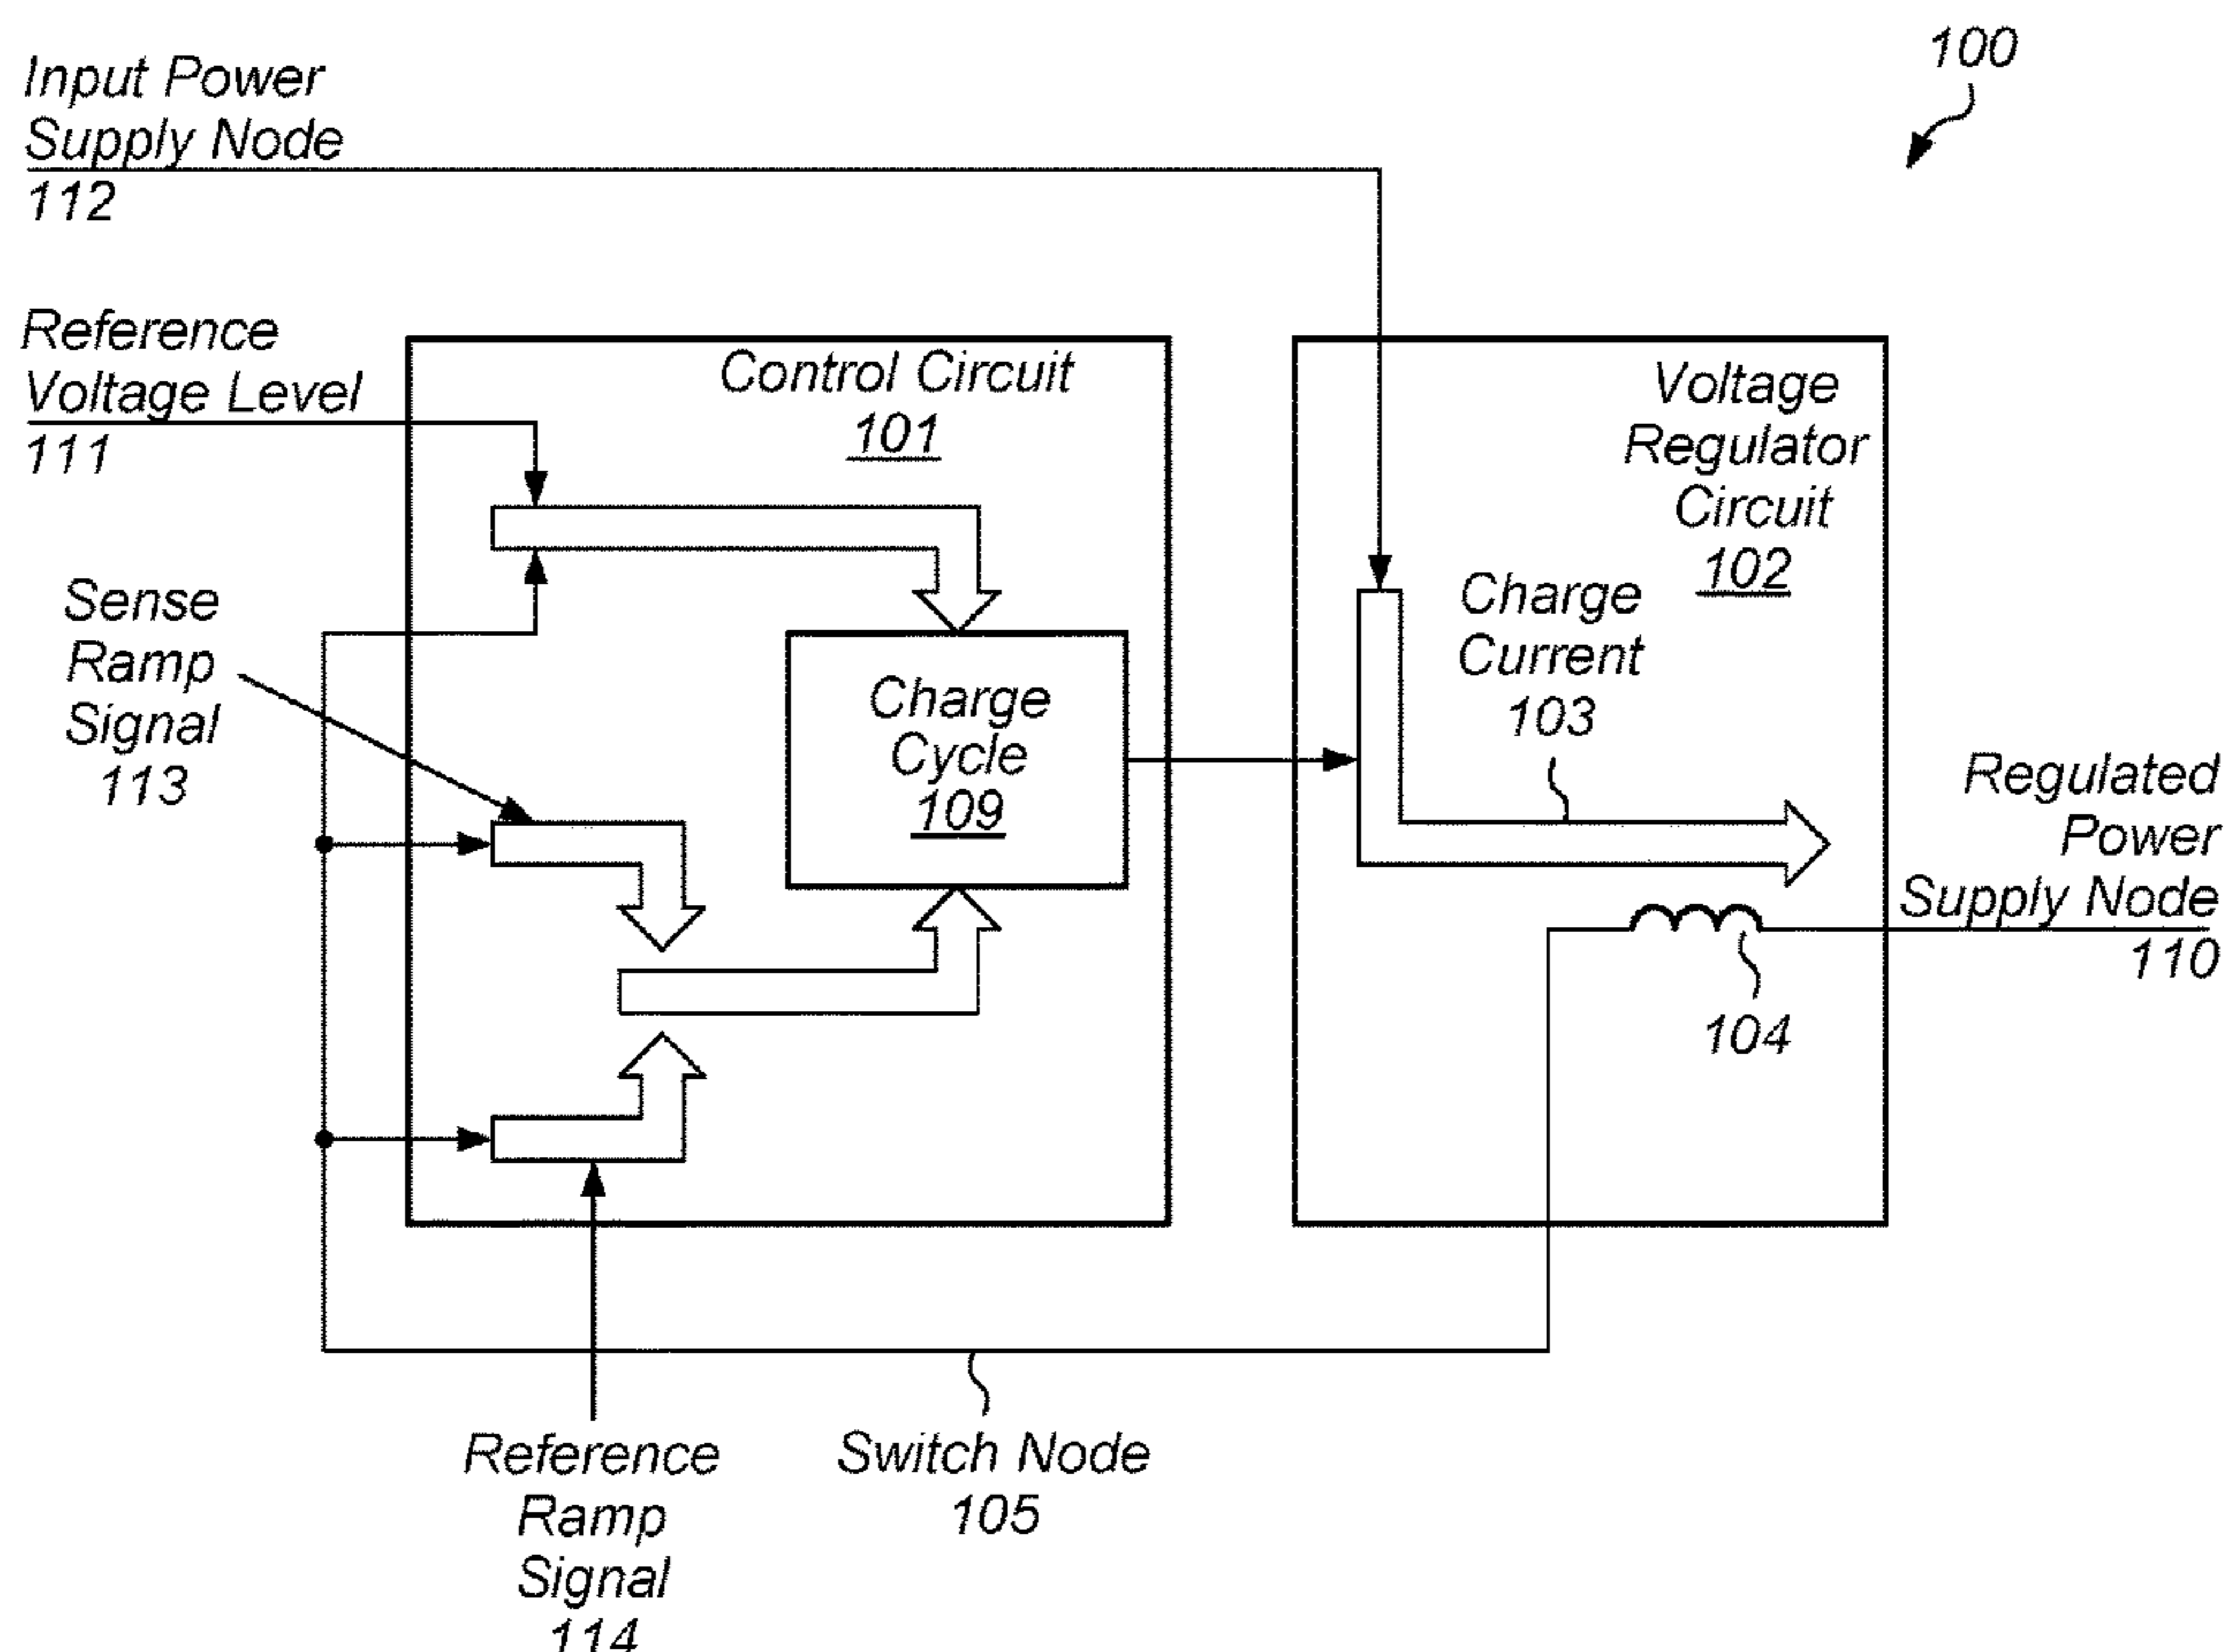 100
Input Power
Supply Node
112
Reference
Voltage Level
111
Control Circuit
101
Voltage
Regulator
Circuit
102
Sense
Ramp
Signal
113
Charge
Cycle
109
Charge
Current
103
Regulated
Power
Supply Node
110
104
Reference
Ramp
Signal
114
Switch Node
105